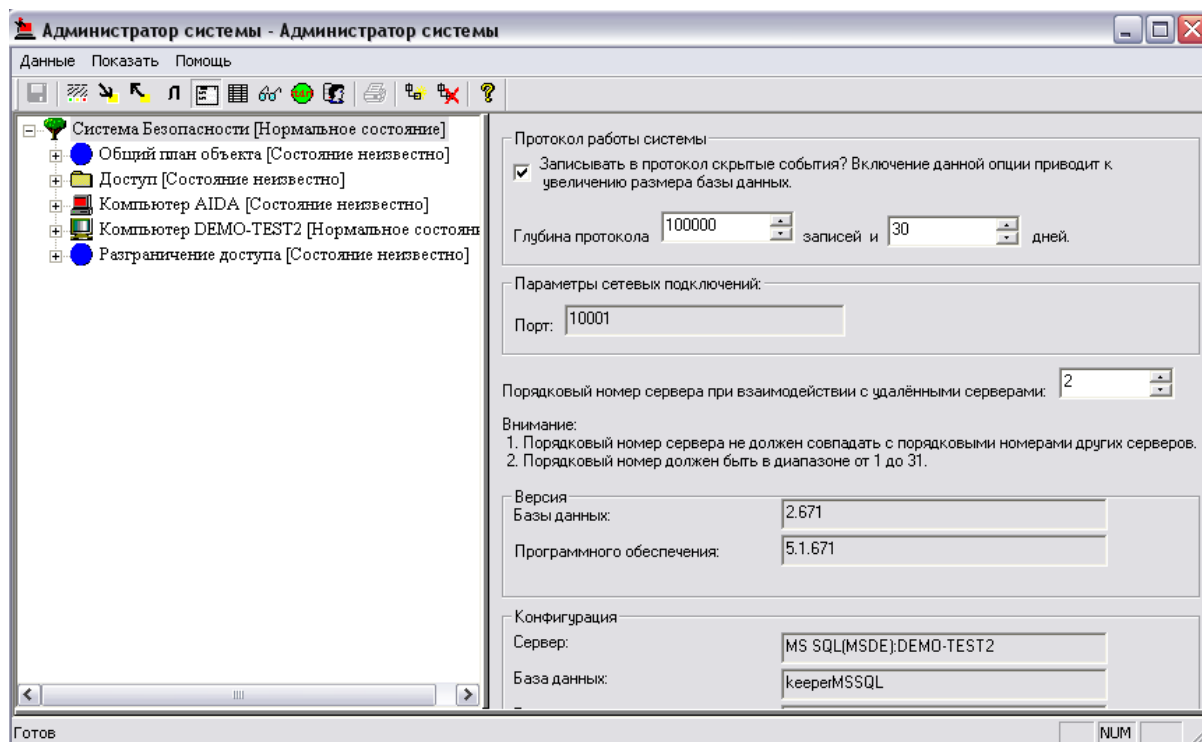 Администратор системы - Администратор системы
Данные Показать Помощь
Система Безопасности [Нормальное состояние]
Общий план объекта [Состояние неизвестно]
Доступ [Состояние неизвестно]
Компьютер AIDA [Состояние неизвестно]
Компьютер DEMO-TEST2 [Нормальное состояни
Разграничение доступа [Состояние неизвестно]
Протокол работы системы
Записывать в протокол скрытые события? Включение данной опции приводит к
увеличению размера базы данных.
Глубина протокола 100000 записей и 30 дней.
Параметры сетевых подключений:
Порт: 10001
Порядковый номер сервера при взаимодействии с удалёнными серверами: 2
Внимание:
1. Порядковый номер сервера не должен совпадать с порядковыми номерами других серверов.
2. Порядковый номер должен быть в диапазоне от 1 до 31.
Версия
Базы данных: 2.671
Программного обеспечения: 5.1.671
Конфигурация
Сервер: MS SQL(MSDE):DEMO-TEST2
База данных: keeperMSSQL
Готов NUM